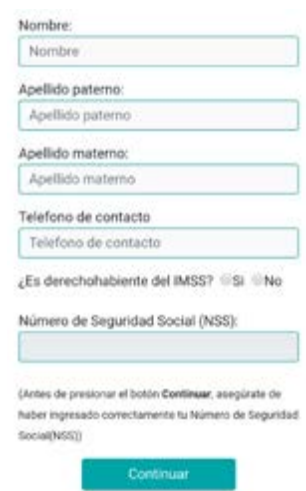 Nombre:
Nombre
Apellido paterno:
Apellido paterno
Apellido materno:
Apellido materno
Telefono de contacto
Telefono de contacto
¿Es derechohabiente del IMSS? Si No
Número de Seguridad Social (NSS):
(Antes de presionar el botón Continuar, asegúrate de
haber ingresado correctamente tu Número de Seguridad
Social(NSS))
Continuar